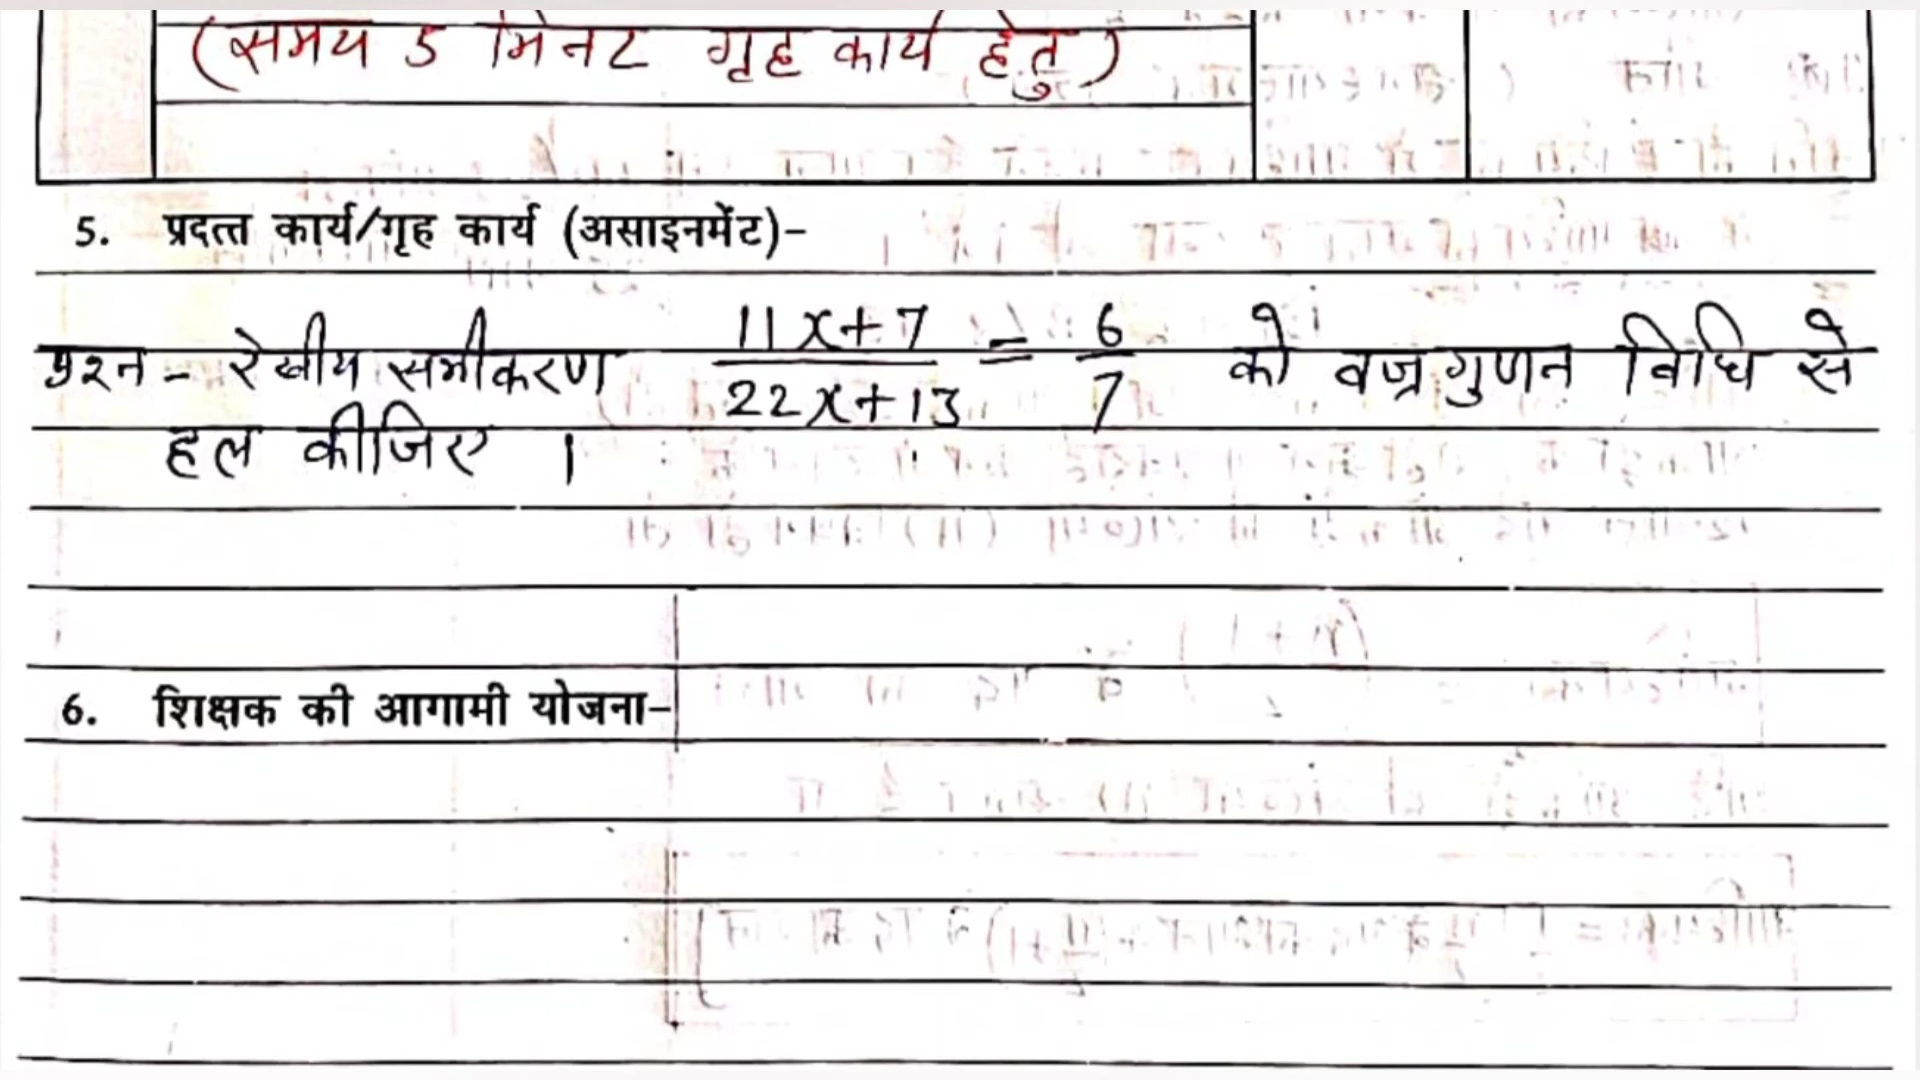 (समय 5 मिनट गृह कार्य हेतु)
5. प्रदत्त कार्य/गृह कार्य (असाइनमेंट)-
प्रश्न - रेखीय समीकरण 11x+7/22x+13 = 6/7 को वज्रगुणन विधि से
हल कीजिए ।
6. शिक्षक की आगामी योजना-